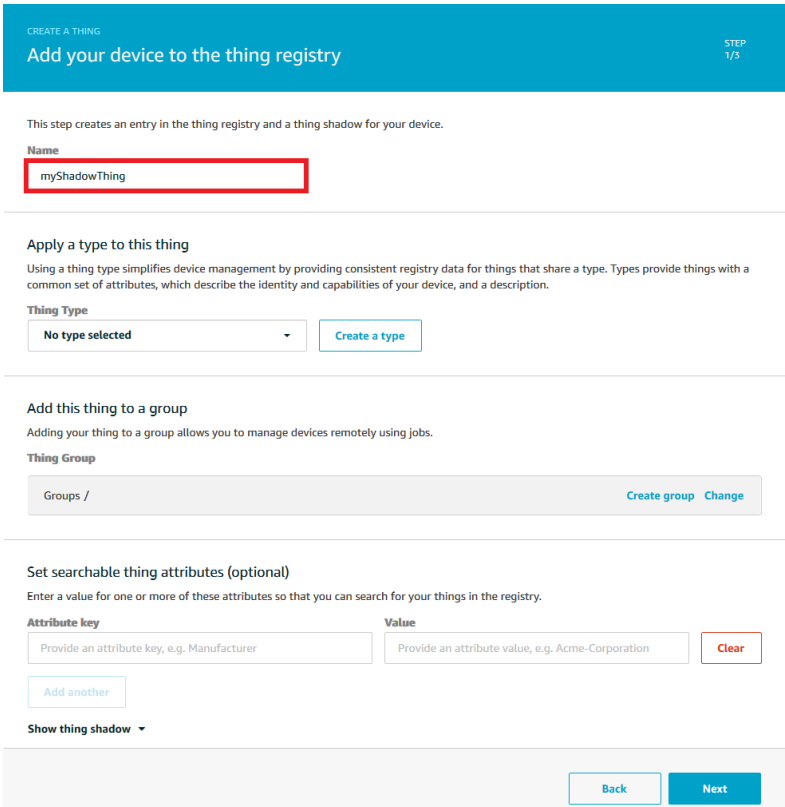 CREATE A THING
Add your device to the thing registry
STEP
1/3
This step creates an entry in the thing registry and a thing shadow for your device.
Name
myShadowThing
Apply a type to this thing
Using a thing type simplifies device management by providing consistent registry data for things that share a type. Types provide things with a
common set of attributes, which describe the identity and capabilities of your device, and a description.
Thing Type
No type selected
Create a type
Add this thing to a group
Adding your thing to a group allows you to manage devices remotely using jobs.
Thing Group
Groups /
Create group Change
Set searchable thing attributes (optional)
Enter a value for one or more of these attributes so that you can search for your things in the registry.
Attribute key
Value
Provide an attribute key, e.g. Manufacturer
Provide an attribute value, e.g. Acme-Corporation
Clear
Add another
Show thing shadow
Back
Next